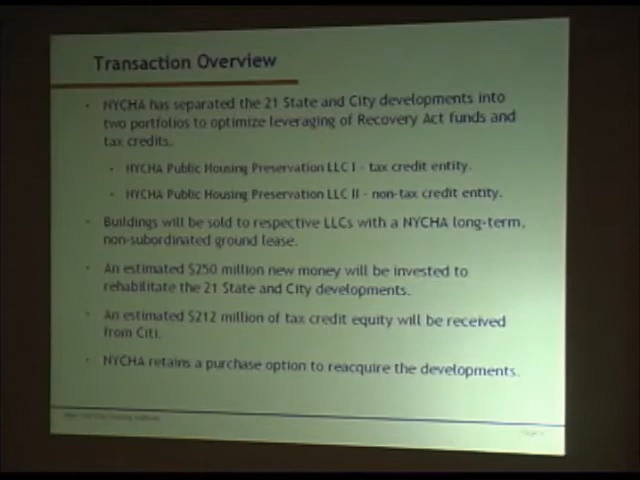 Transaction Overview
· NYCHA has separated the 21 State and City developments into
two portfolios to optimize leveraging of Recovery Act funds and
tax credits.
· NYCHA Public Housing Preservation LLC I - tax credit entity.
· NYCHA Public Housing Preservation LLC II - non-tax credit entity.
· Buildings will be sold to respective LLCs with a NYCHA long-term,
non-subordinated ground lease.
· An estimated $250 million new money will be invested to
rehabilitate the 21 State and City developments.
· An estimated $212 million of tax credit equity will be received
from Citi.
· NYCHA retains a purchase option to reacquire the developments.